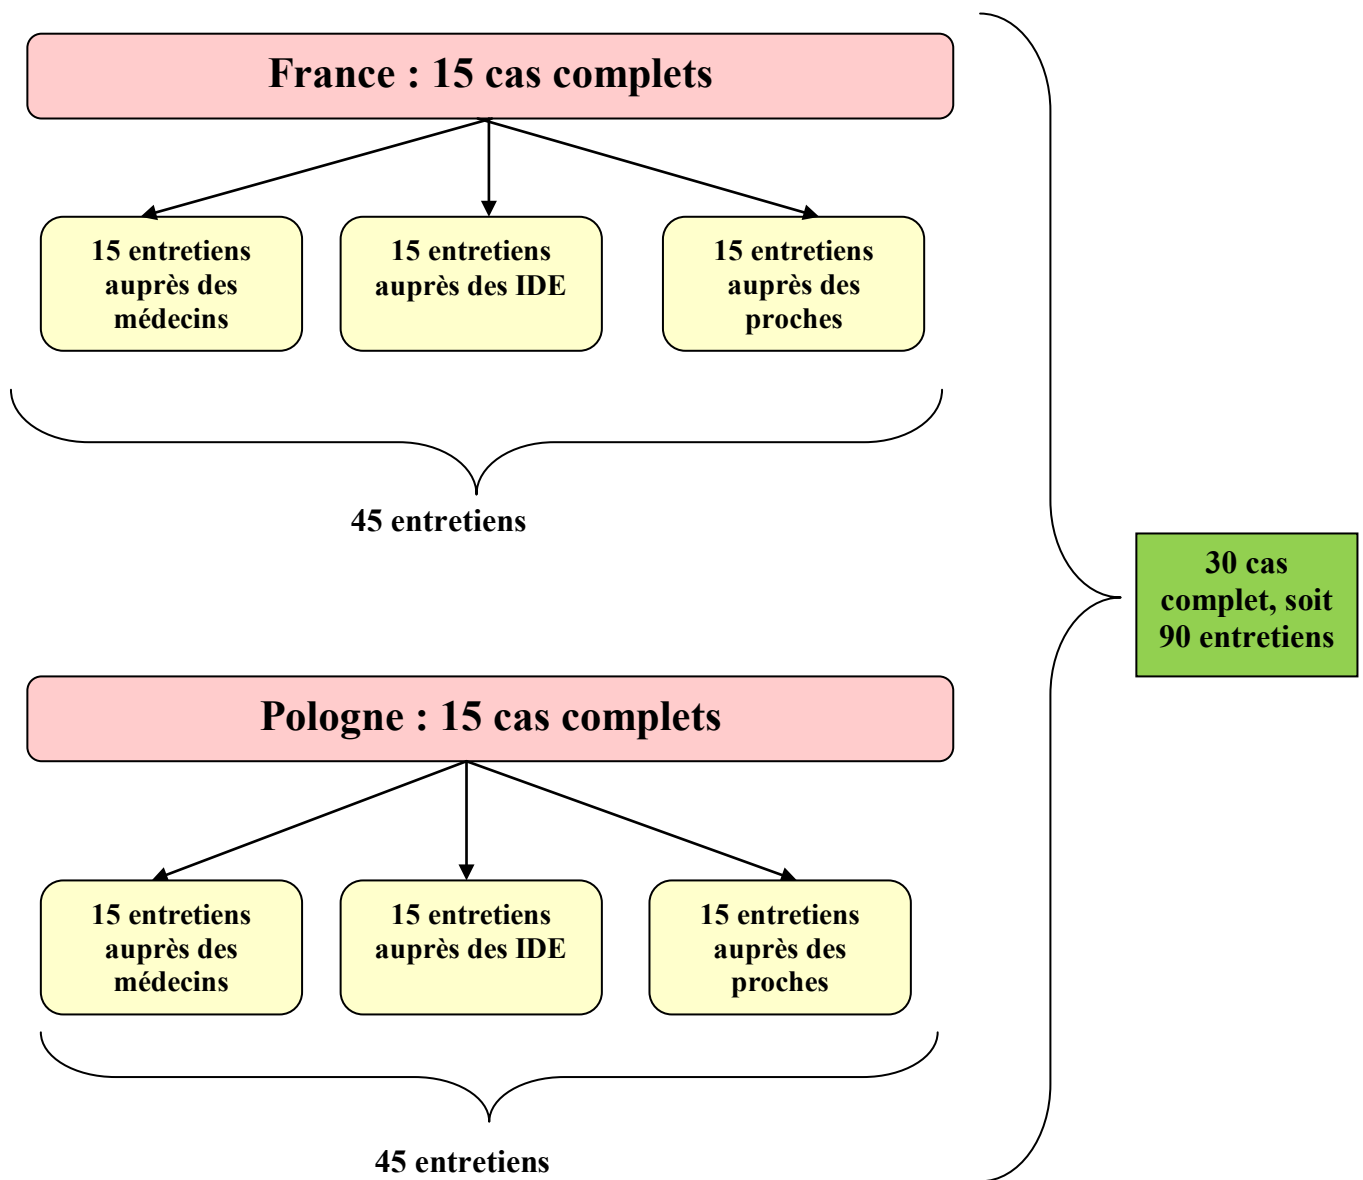 France : 15 cas complets
15 entretiens
auprès des
médecins
15 entretiens
auprès des IDE
15 entretiens
auprès des
proches
45 entretiens
30 cas
complet, soit
90 entretiens
Pologne : 15 cas complets
15 entretiens
auprès des
médecins
15 entretiens
auprès des IDE
15 entretiens
auprès des
proches
45 entretiens